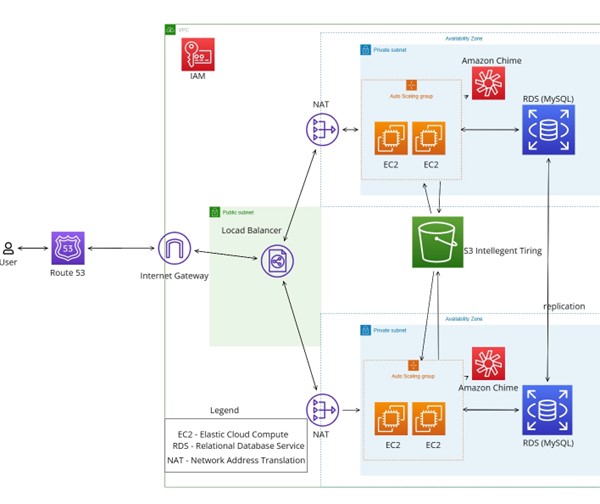 VPC
IAM
Availability Zone
Private subnet
Amazon Chime
Auto Scaling group
RDS (MySQL)
NAT
EC2
EC2
Public subnet
Locad Balancer
53
User
Route 53
Internet Gateway
S3 Intellegent Tiring
replication
Availability Zone
Private subnet
Auto Scaling group
Amazon Chime
NAT
EC2
EC2
RDS (MySQL)
Legend
EC2 - Elastic Cloud Compute
RDS - Relational Database Service
NAT - Network Address Translation